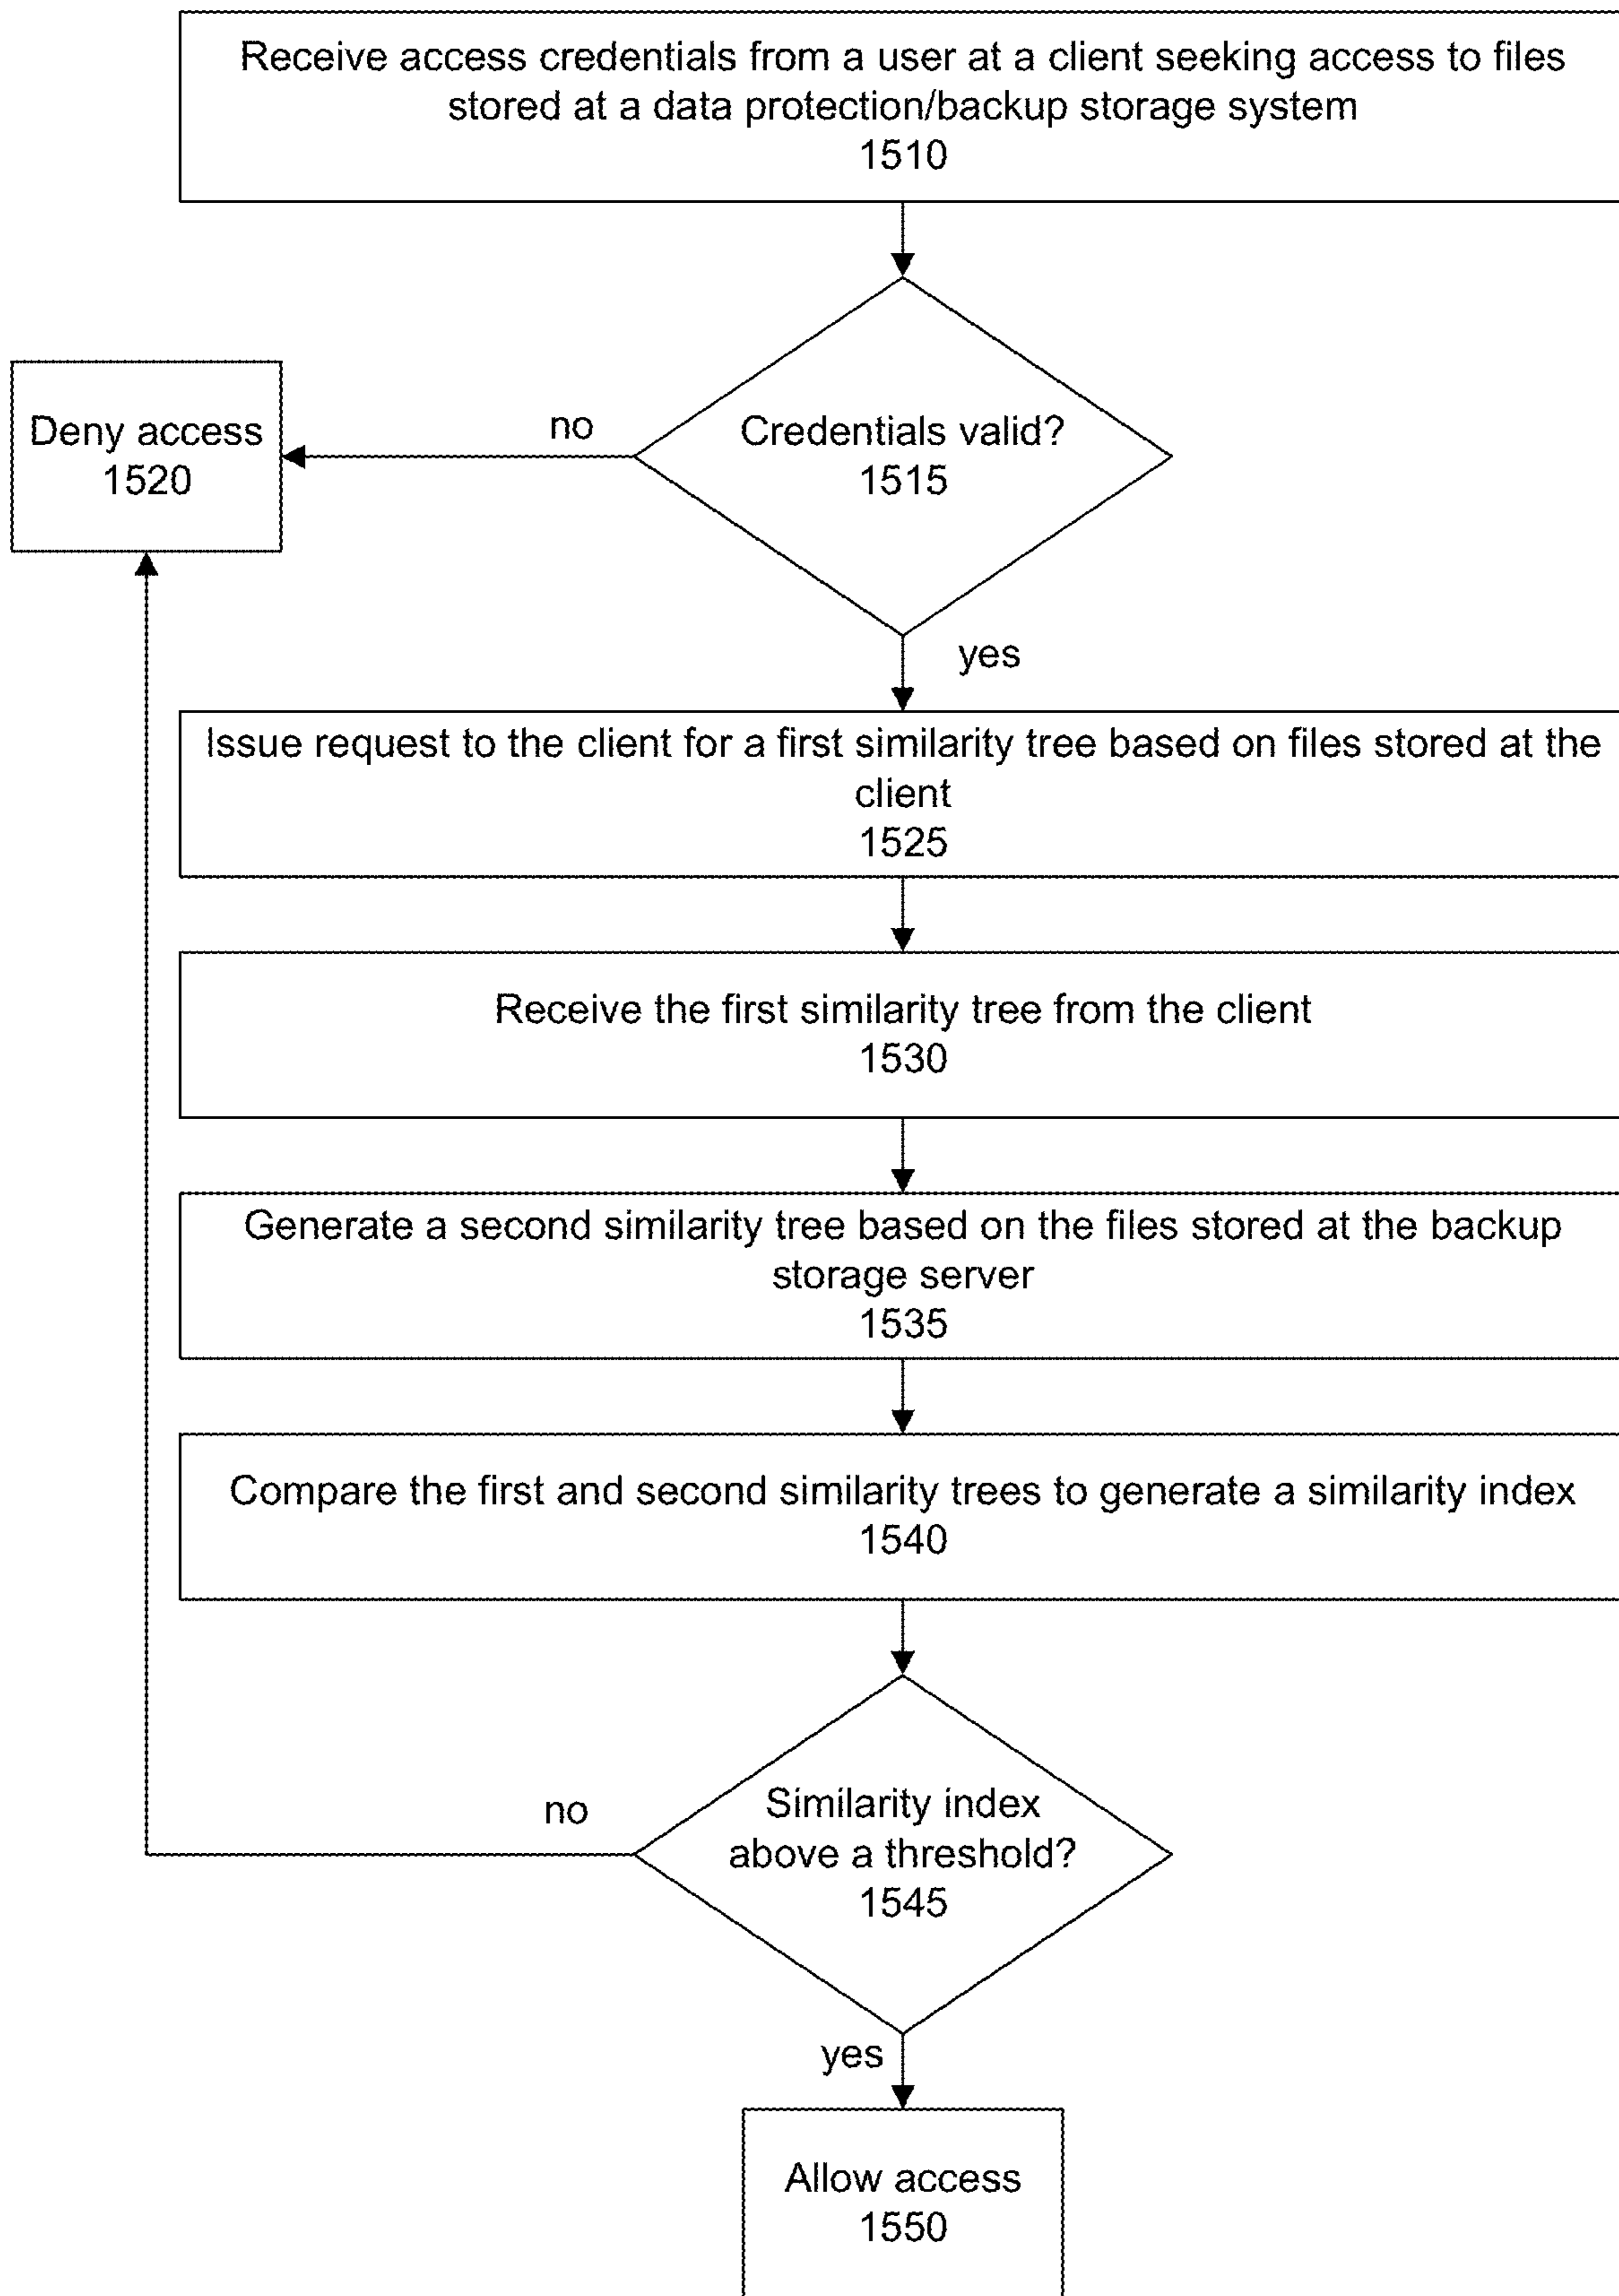 Receive access credentials from a user at a client seeking access to files
stored at a data protection/backup storage system
1510
Deny access
1520
no
Credentials valid?
1515
yes
Issue request to the client for a first similarity tree based on files stored at the
client
1525
Receive the first similarity tree from the client
1530
Generate a second similarity tree based on the files stored at the backup
storage server
1535
Compare the first and second similarity trees to generate a similarity index
1540
no
Similarity index
above a threshold?
1545
yes
Allow access
1550